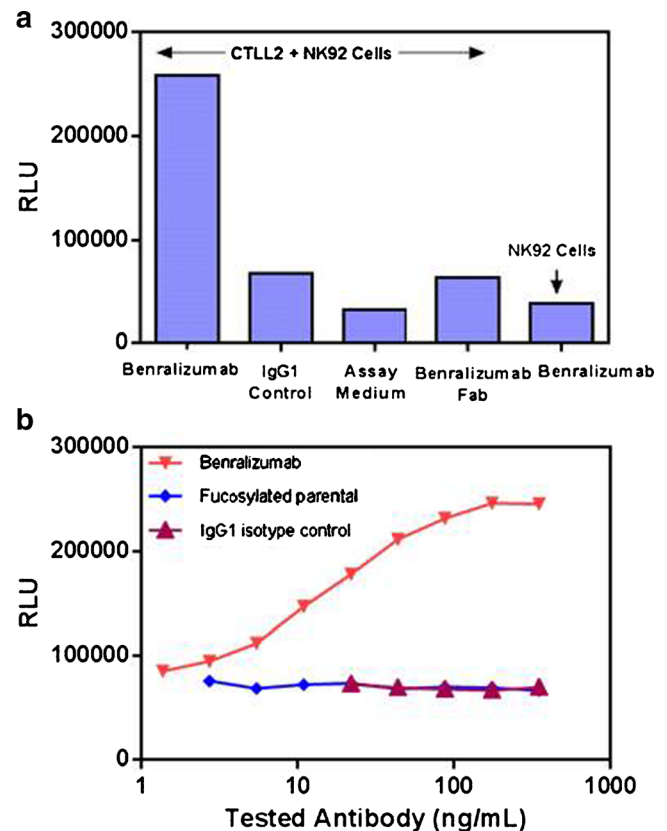 a
300000
200000
100000
0
RLU
CTLL2 + NK92 Cells
NK92 Cells
Benralizumab
IgG1
Control
Assay
Medium
Benralizumab
Fab
Benralizumab
b
300000
200000
100000
0
RLU
Benralizumab
Fucosylated parental
IgG1 isotype control
1
10
100
1000
Tested Antibody (ng/mL)